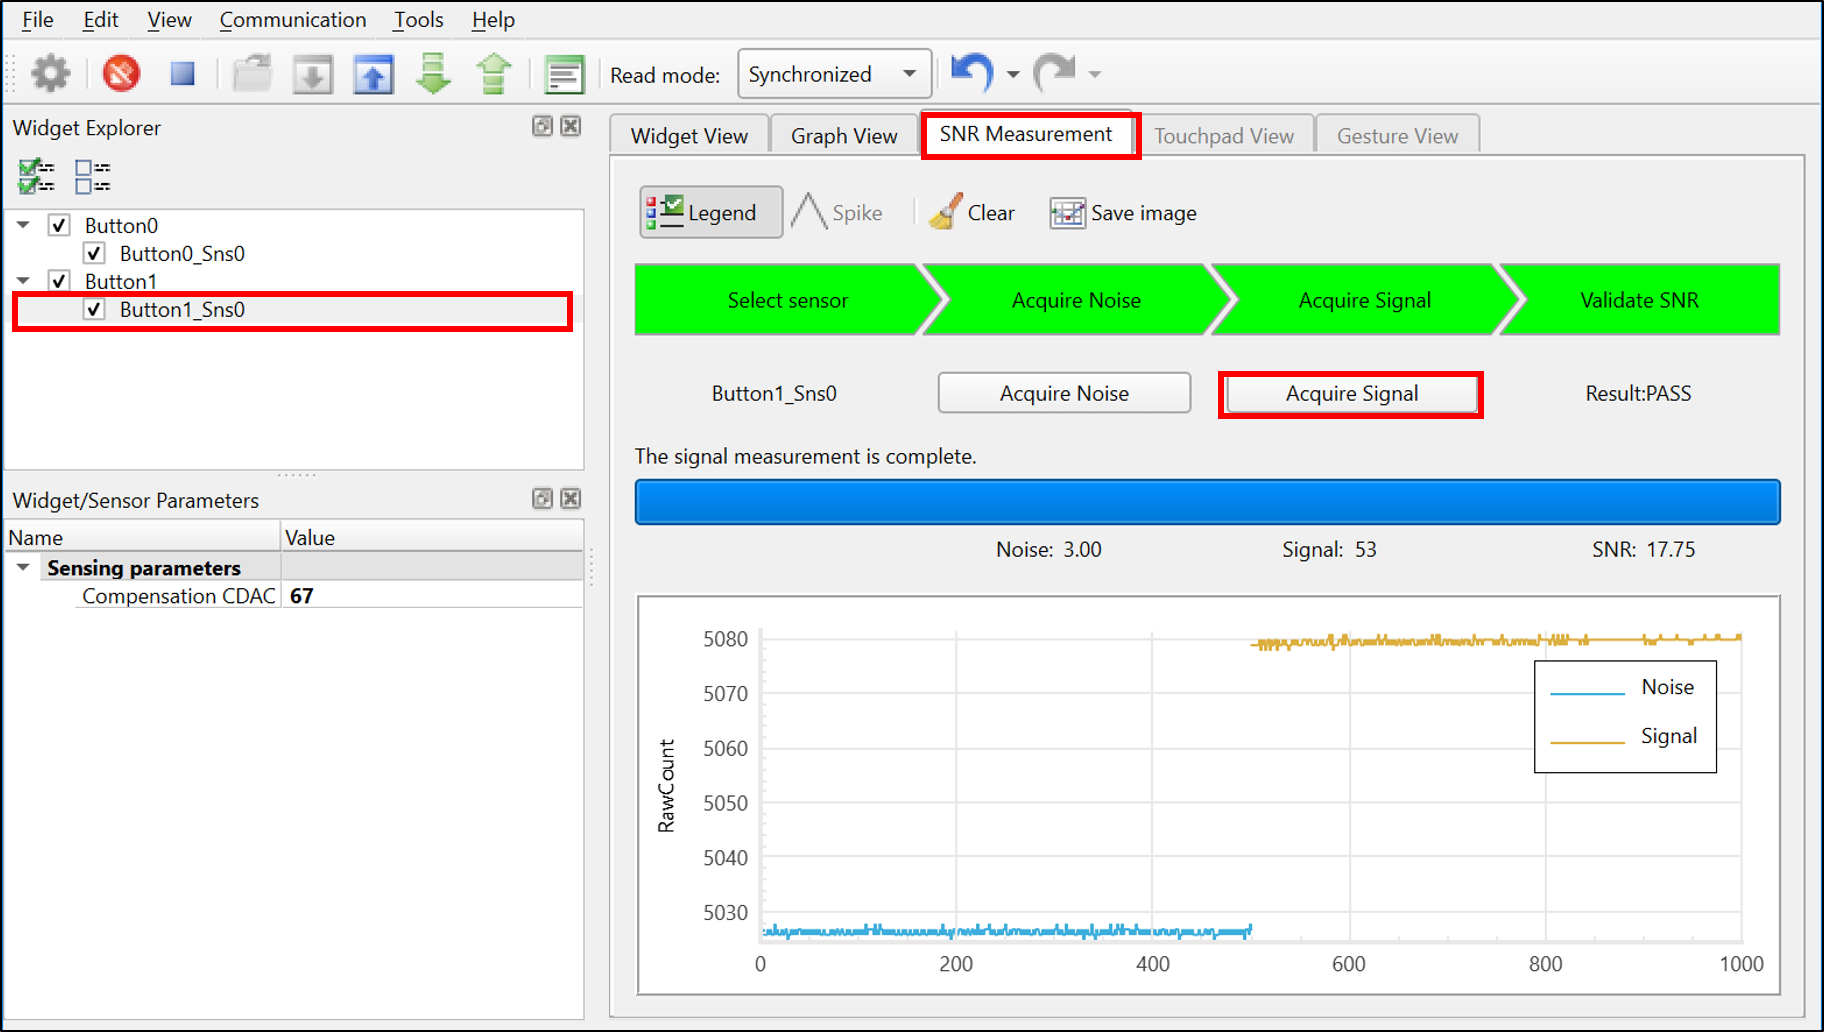 File Edit View Communication Tools Help
Read mode: Synchronized
Widget Explorer
Button0
Button0_Sns0
Button1
Button1_Sns0
Widget/Sensor Parameters
Name Value
Sensing parameters
Compensation CDAC 67
Widget View Graph View SNR Measurement Touchpad View Gesture View
Legend Spike Clear Save image
Select sensor Acquire Noise Acquire Signal Validate SNR
Button1_Sns0 Acquire Noise Acquire Signal Result:PASS
The signal measurement is complete.
Noise: 3.00 Signal: 53 SNR: 17.75
RawCount
5080
5070
5060
5050
5040
5030
0 200 400 600 800 1000
Noise
Signal